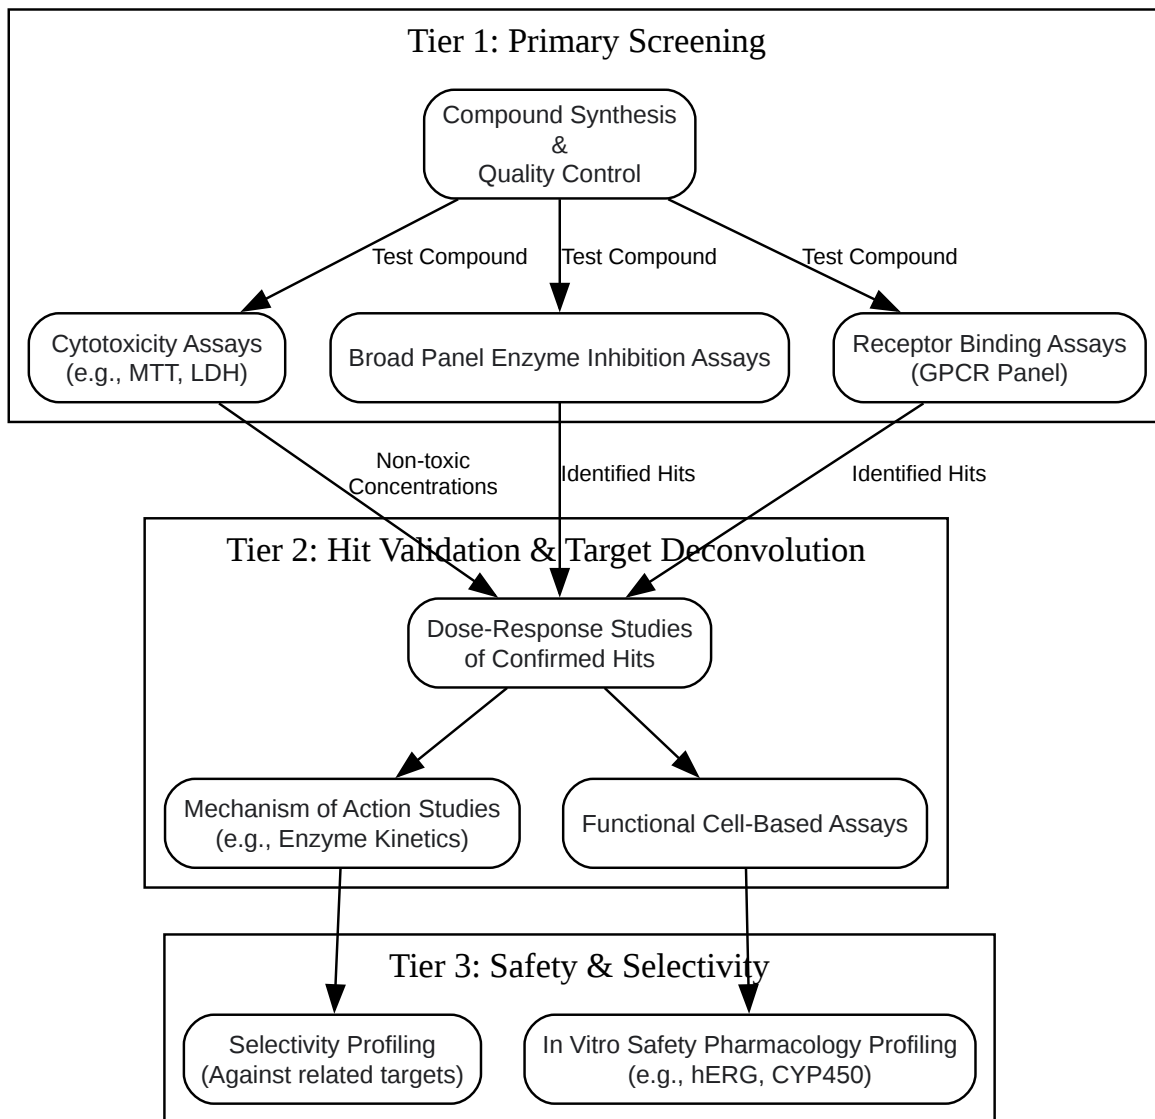 Tier 1: Primary Screening
Compound Synthesis
&
Quality Control
Test Compound
Test Compound
Test Compound
Cytotoxicity Assays
(e.g., MTT, LDH)
Broad Panel Enzyme Inhibition Assays
Receptor Binding Assays
(GPCR Panel)
Non-toxic
Concentrations
Identified Hits
Identified Hits
Tier 2: Hit Validation & Target Deconvolution
Dose-Response Studies
of Confirmed Hits
Mechanism of Action Studies
(e.g., Enzyme Kinetics)
Functional Cell-Based Assays
Tier 3: Safety & Selectivity
Selectivity Profiling
(Against related targets)
In Vitro Safety Pharmacology Profiling
(e.g., hERG, CYP450)